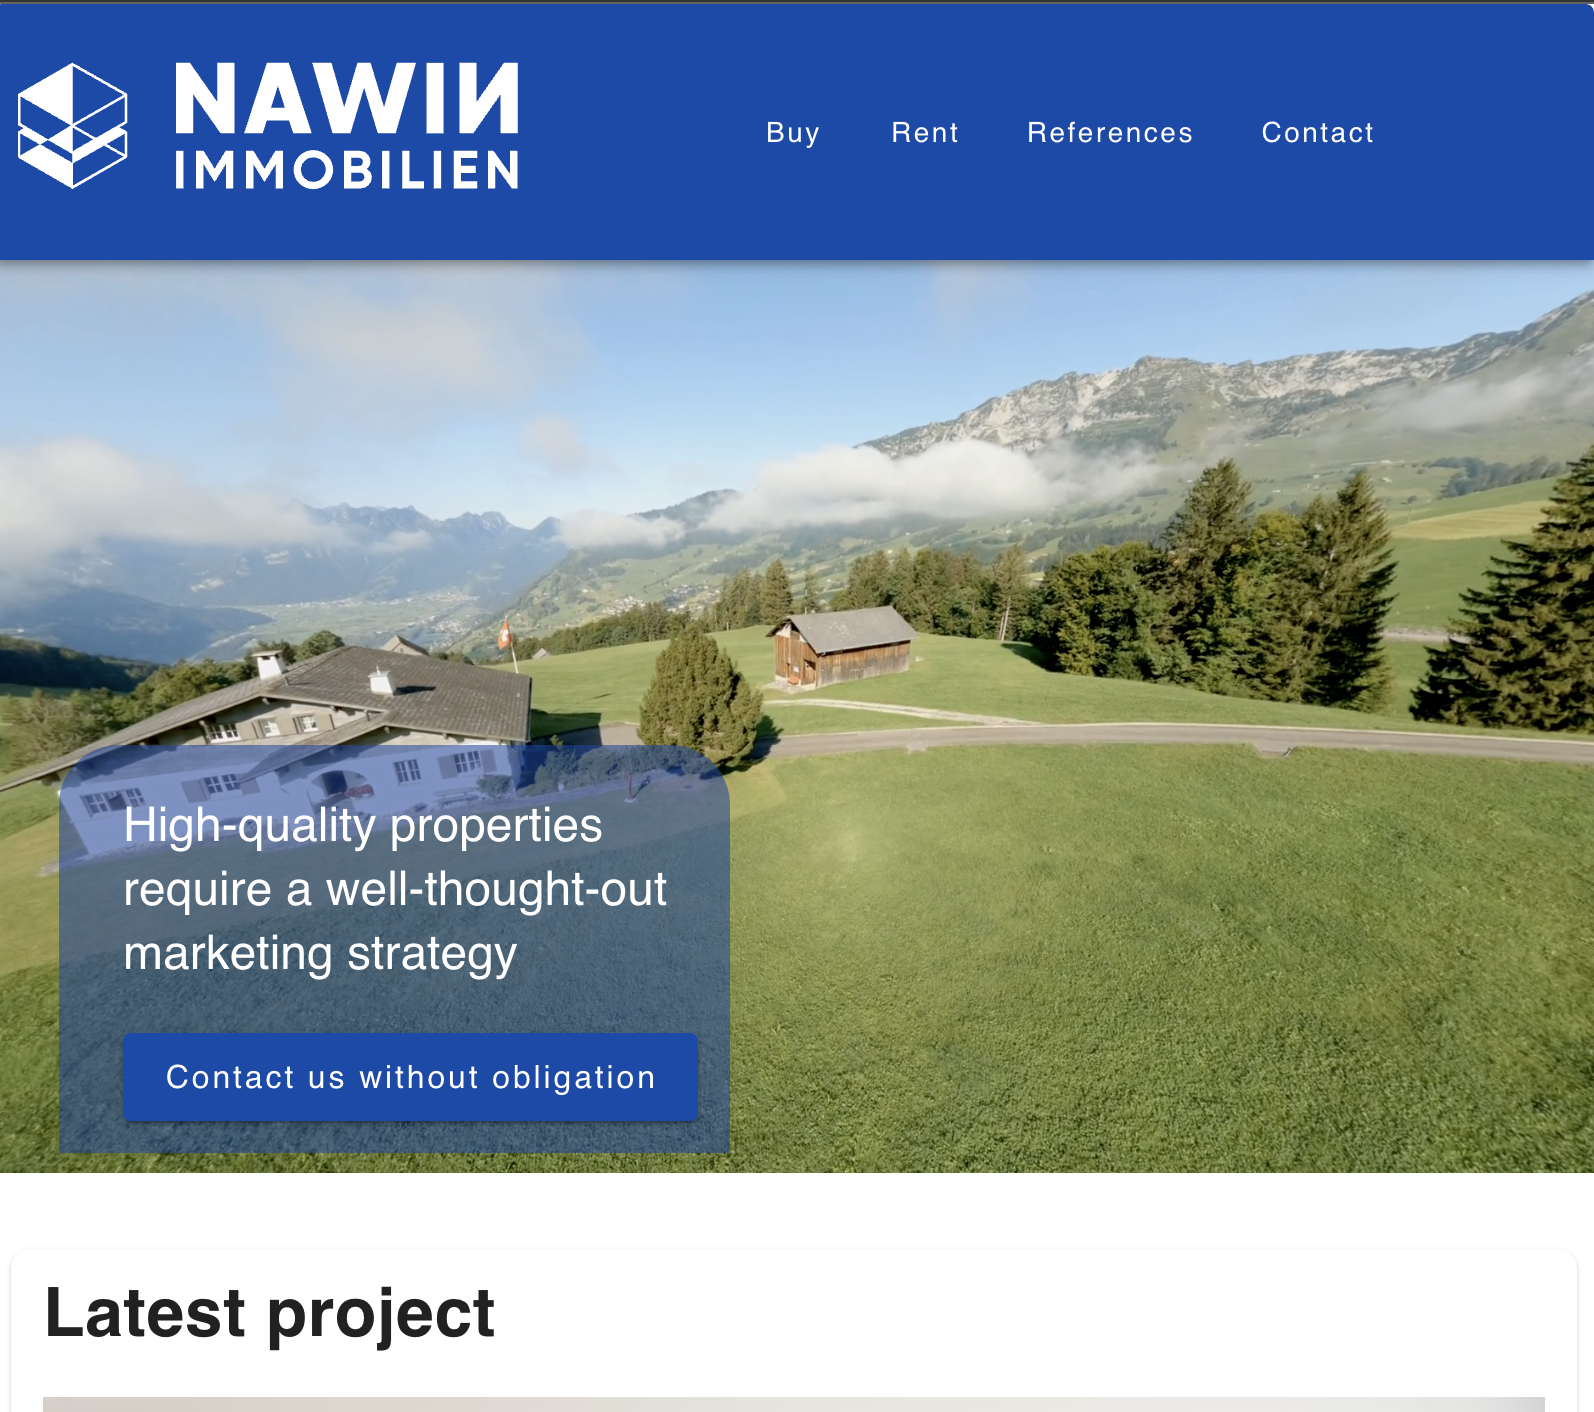 NAWIN
IMMOBILIEN
Buy Rent References Contact
High-quality properties
require a well-thought-out
marketing strategy
Contact us without obligation
Latest project